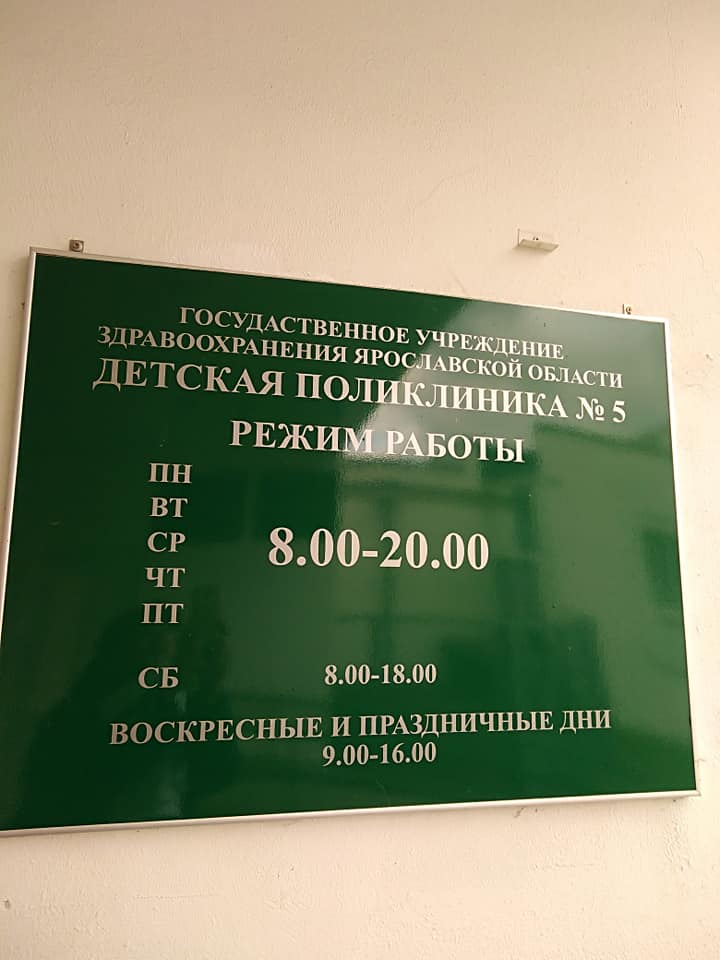 ГОСУДАСТВЕННОЕ УЧРЕЖДЕНИЕ
ЗДРАВООХРАНЕНИЯ ЯРОСЛАВСКОЙ ОБЛАСТИ
ДЕТСКАЯ ПОЛИКЛИНИКА № 5
РЕЖИМ РАБОТЫ
ПН
ВТ
СР 8.00-20.00
ЧТ
ПТ
СБ 8.00-18.00
ВОСКРЕСНЫЕ И ПРАЗДНИЧНЫЕ ДНИ
9.00-16.00